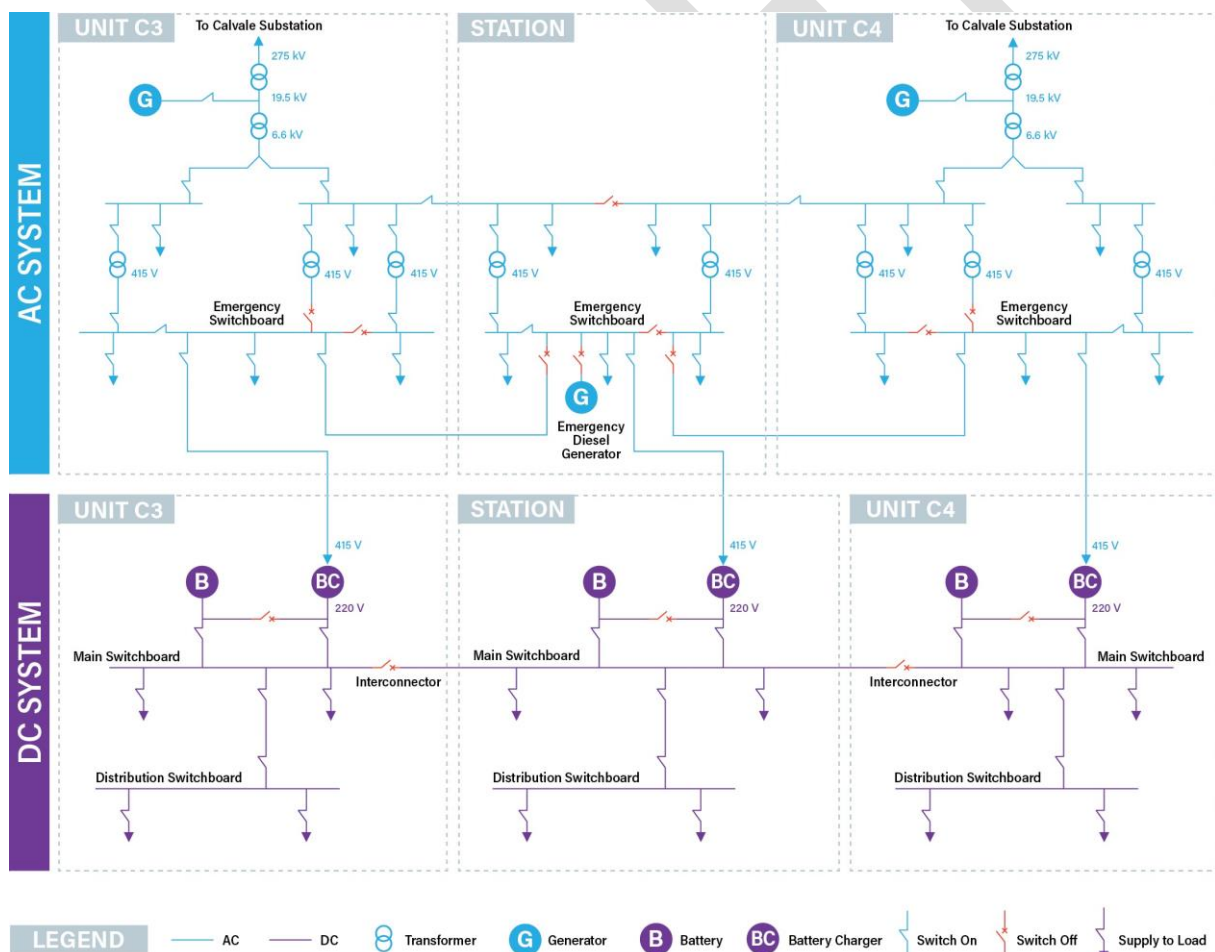 UNIT C3
To Calvale Substation
STATION
UNIT C4
To Calvale Substation
275 kV
275 kV
G
19.5 kV
G
19.5 kV
6.6 kV
6.6 kV
AC SYSTEM
415 V
415 V
415 V
415 V
415 V
415 V
415 V
415 V
Emergency
Switchboard
Emergency
Switchboard
Emergency
Switchboard
G
Emergency
Diesel
Generator
DC SYSTEM
UNIT C3
STATION
UNIT C4
415 V
415 V
415 V
B
BC
B
BC
B
BC
220 V
220 V
220 V
Main Switchboard
Interconnector
Main Switchboard
Interconnector
Main Switchboard
Distribution Switchboard
Distribution Switchboard
Distribution Switchboard
LEGEND
AC
DC
Transformer
G
Generator
B
Battery
BC
Battery Charger
Switch On
Switch Off
Supply to Load